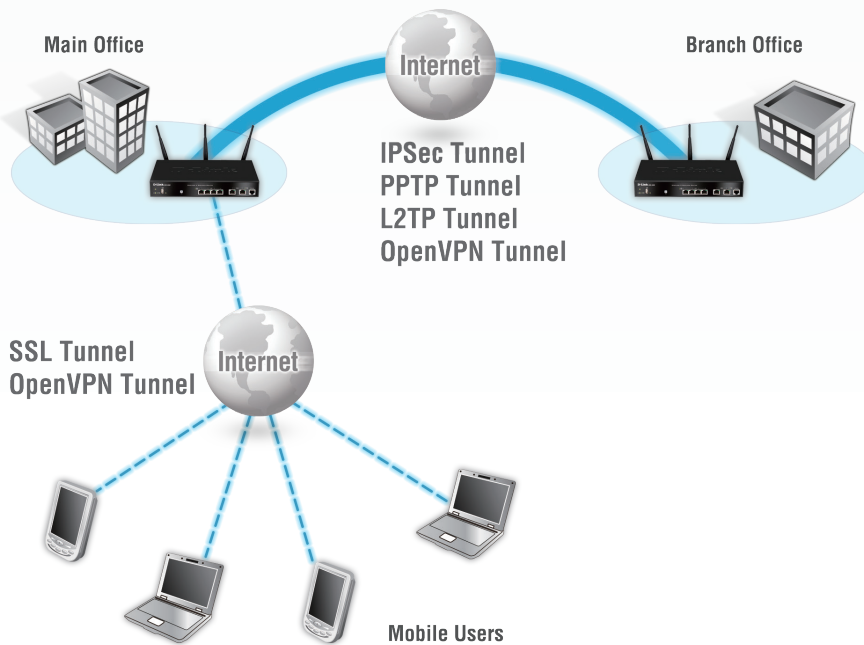 Main Office
Branch Office
Internet
IPSec Tunnel
PPTP Tunnel
L2TP Tunnel
OpenVPN Tunnel
SSL Tunnel
OpenVPN Tunnel
Internet
Mobile Users